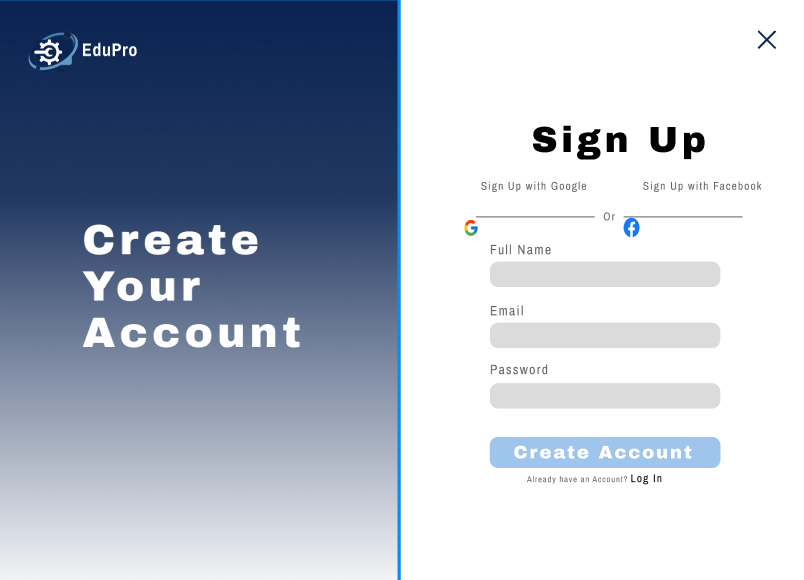 EduPro
Create
Your
Account
Sign Up
Sign Up with Google
Sign Up with Facebook
Or
Full Name
Email
Password
Create Account
Already have an Account? Log In